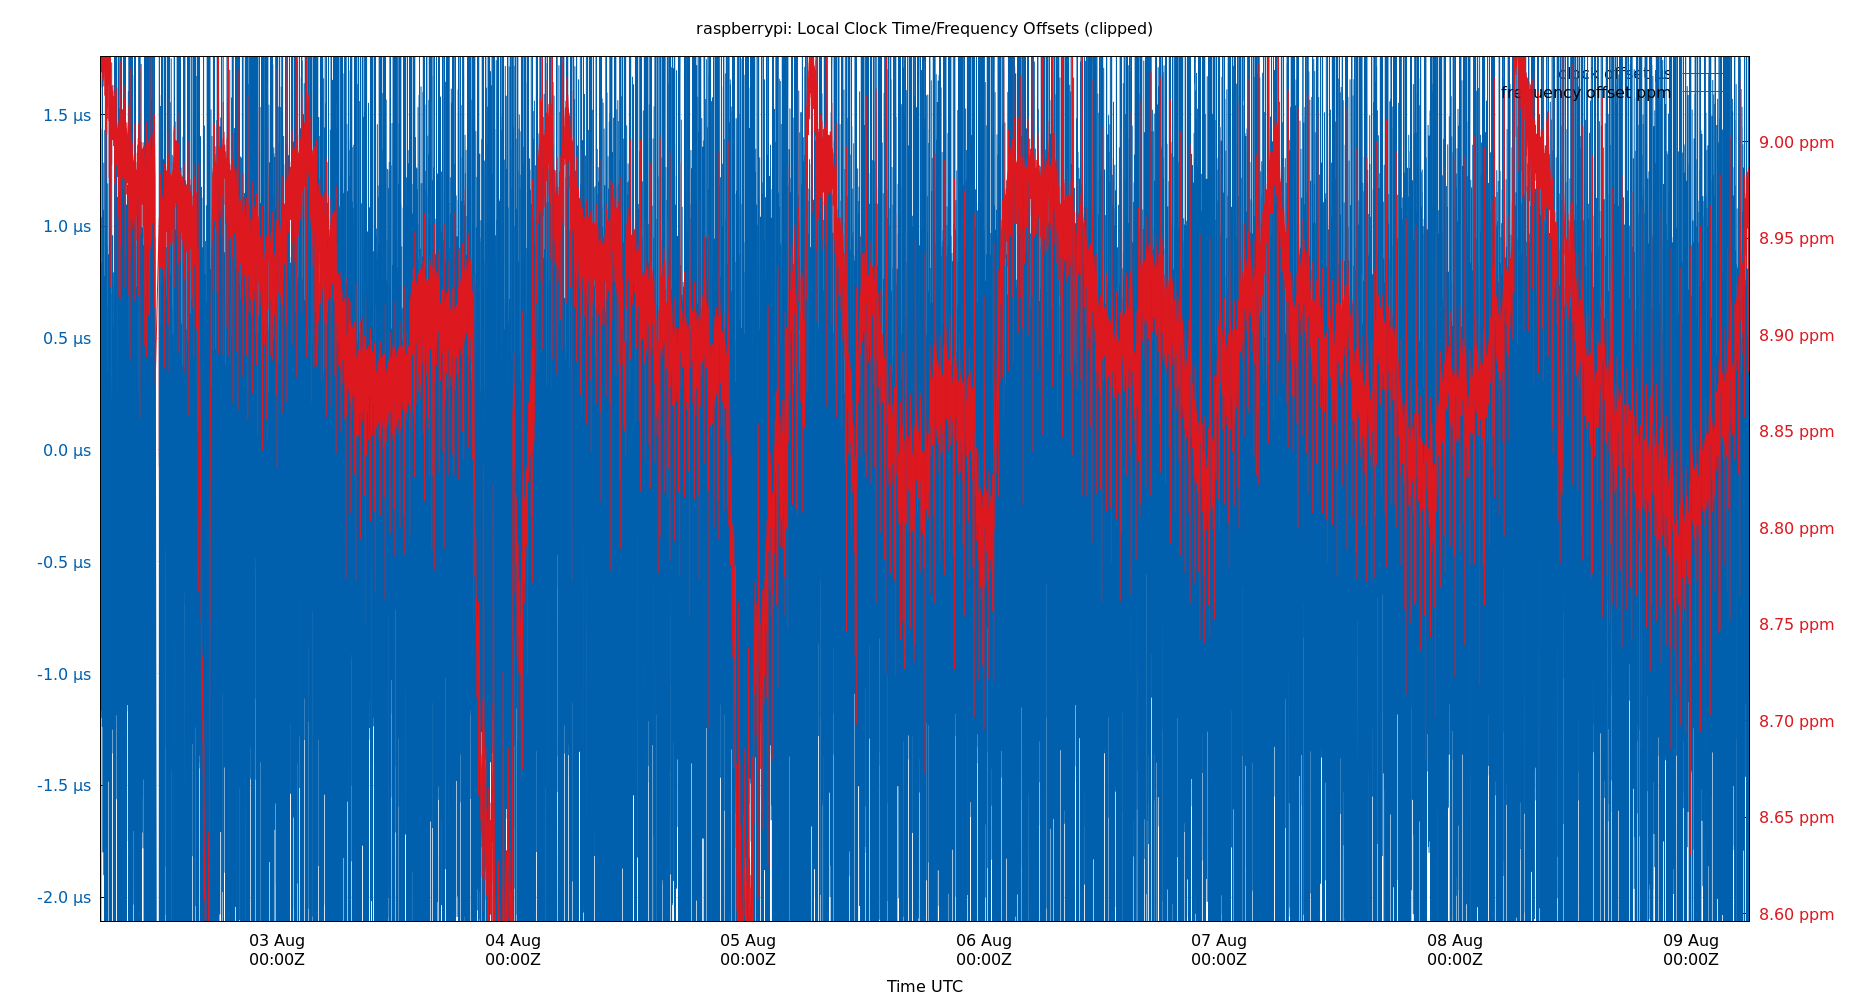 raspberrypi: Local Clock Time/Frequency Offsets (clipped)
clock offset µs
frequency offset ppm
1.5 µs
1.0 µs
0.5 µs
0.0 µs
-0.5 µs
-1.0 µs
-1.5 µs
-2.0 µs
9.00 ppm
8.95 ppm
8.90 ppm
8.85 ppm
8.80 ppm
8.75 ppm
8.70 ppm
8.65 ppm
8.60 ppm
03 Aug
00:00Z
04 Aug
00:00Z
05 Aug
00:00Z
06 Aug
00:00Z
07 Aug
00:00Z
08 Aug
00:00Z
09 Aug
00:00Z
Time UTC